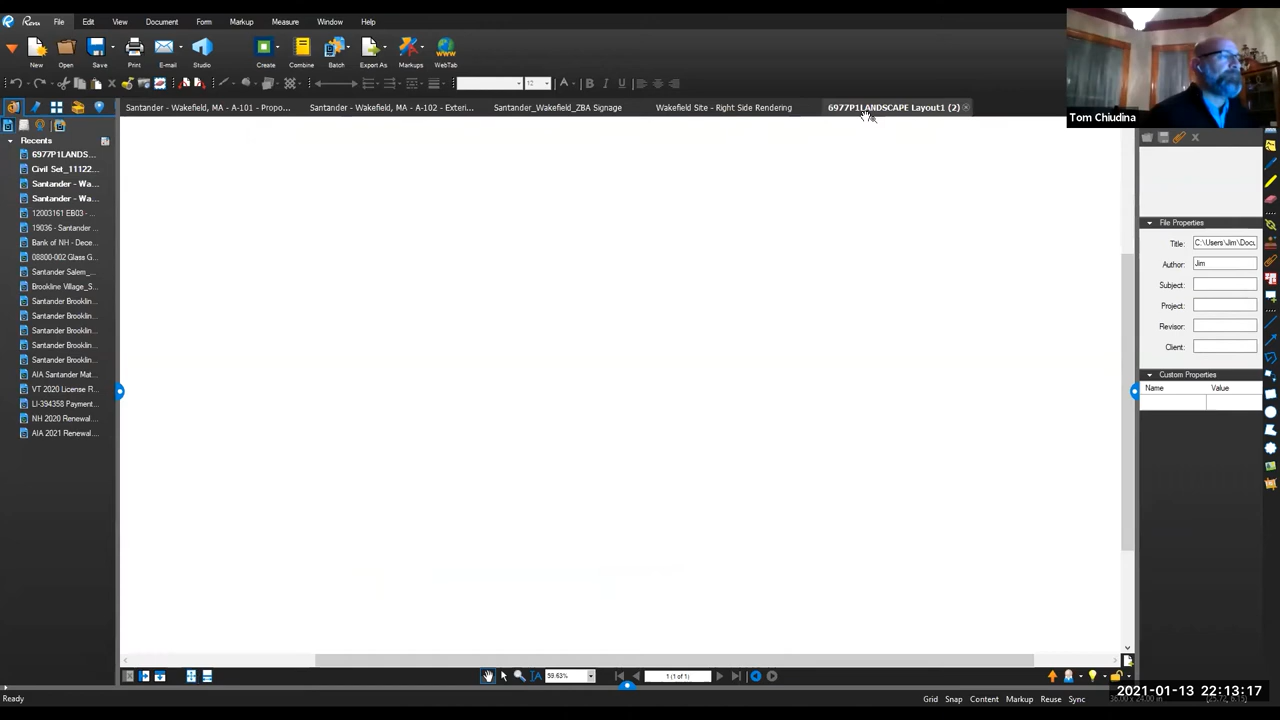 Revu File Edit View Document Form Markup Measure Window Help
New Open Save Print E-mail Studio Create Combine Batch Export As Markups WebTab
WWW
12 A B I U
Santander - Wakefield, MA - A-101 - Propo... Santander - Wakefield, MA - A-102 - Exteri... Santander_Wakefield_ZBA Signage Wakefield Site - Right Side Rendering 6977P1LANDSCAPE Layout1 (2)
Tom Chiudina
Recents
6977P1LANDS...
Civil Set_11122...
Santander - Wa...
Santander - Wa...
12003161 EB03 - ...
19036 - Santander ...
Bank of NH - Dece...
08800-002 Glass G...
Santander Salem_...
Brookline Village_S...
Santander Brooklin...
Santander Brooklin...
Santander Brooklin...
Santander Brooklin...
Santander Brooklin...
AIA Santander Mat...
VT 2020 License R...
LI-394358 Payment...
NH 2020 Renewal...
AIA 2021 Renewal...
File Properties
Title: C:\Users\Jim\Docu
Author: Jim
Subject:
Project:
Revisor:
Client:
Custom Properties
Name Value
59.63% 1 (1 of 1)
2021-01-13 22:13:17
Ready Grid Snap Content Markup Reuse Sync